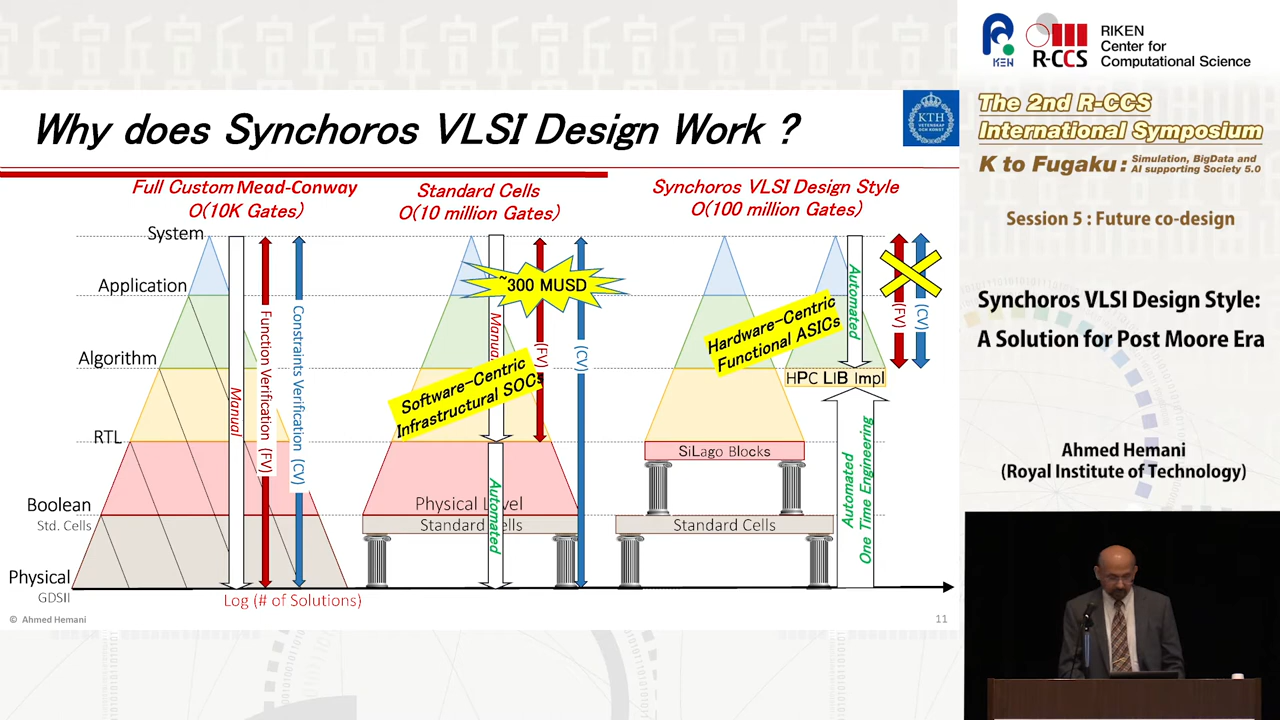 Why does Synchoros VLSI Design Work ?
KTH
VETENSKAP
OCH KONST
Full Custom Mead-Conway
O(10K Gates)
Standard Cells
O(10 million Gates)
Synchoros VLSI Design Style
O(100 million Gates)
System
Application
Algorithm
RTL
Boolean
Std. Cells
Physical
GDSII
Manual
Function Verification (FV)
Constraints Verification (CV)
Log (# of Solutions)
~300 MUSD
Manual
(FV)
(CV)
Software-Centric
Infrastructural SOCs
Physical Level
Standard Cells
Automated
Hardware-Centric
Functional ASICs
Automated
(FV)
(CV)
HPC LIB Impl
SiLago Blocks
Standard Cells
Automated
One Time Engineering
© Ahmed Hemani
11
RIKEN
R-CCS
RIKEN
Center for
Computational Science
The 2nd R-CCS
International Symposium
K to Fugaku : Simulation, BigData and
AI supporting Society 5.0
Session 5 : Future co-design
Synchoros VLSI Design Style:
A Solution for Post Moore Era
Ahmed Hemani
(Royal Institute of Technology)